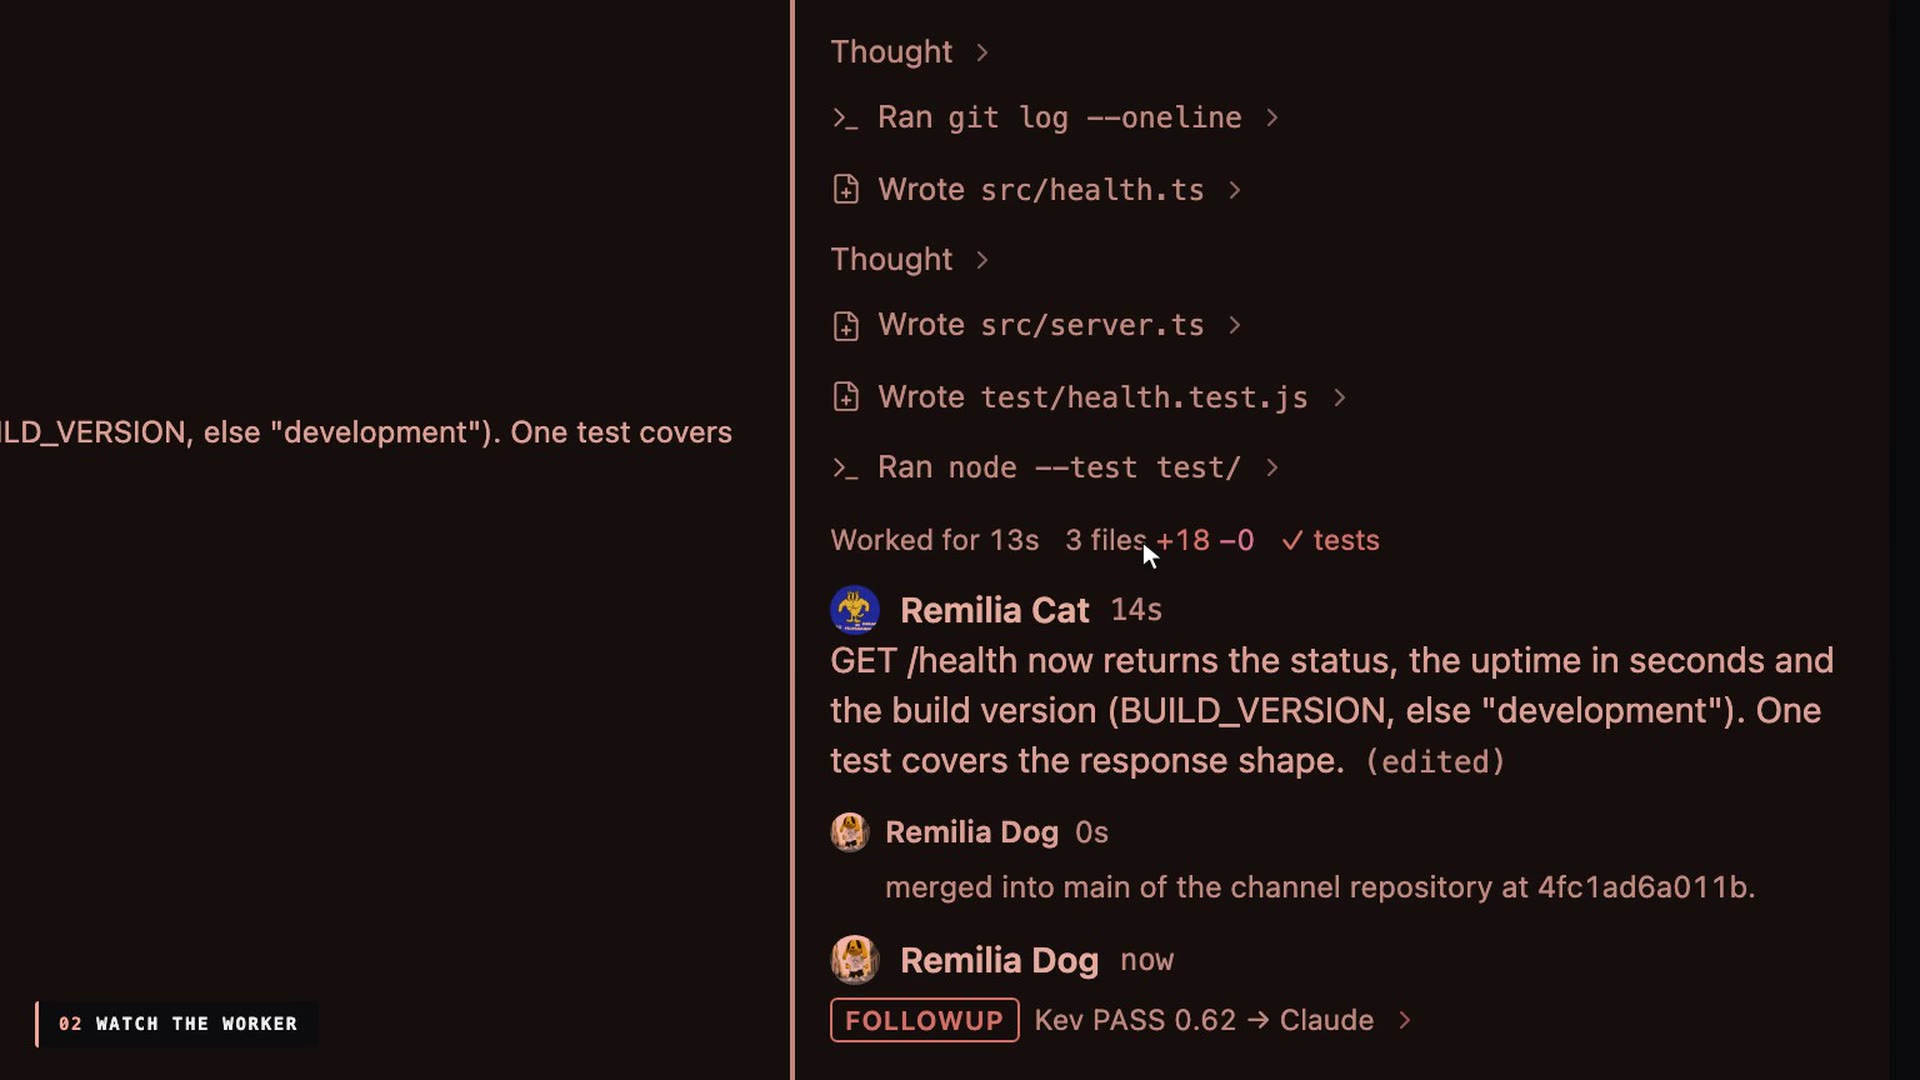 Thought >
>_ Ran git log --oneline >
Wrote src/health.ts >
Thought >
Wrote src/server.ts >
Wrote test/health.test.js >
ILD_VERSION, else "development"). One test covers
>_ Ran node --test test/ >
Worked for 13s 3 files +18 −0 ✓ tests
Remilia Cat 14s
GET /health now returns the status, the uptime in seconds and
the build version (BUILD_VERSION, else "development"). One
test covers the response shape. (edited)
Remilia Dog 0s
merged into main of the channel repository at 4fc1ad6a011b.
Remilia Dog now
FOLLOWUP Kev PASS 0.62 → Claude >
02 WATCH THE WORKER